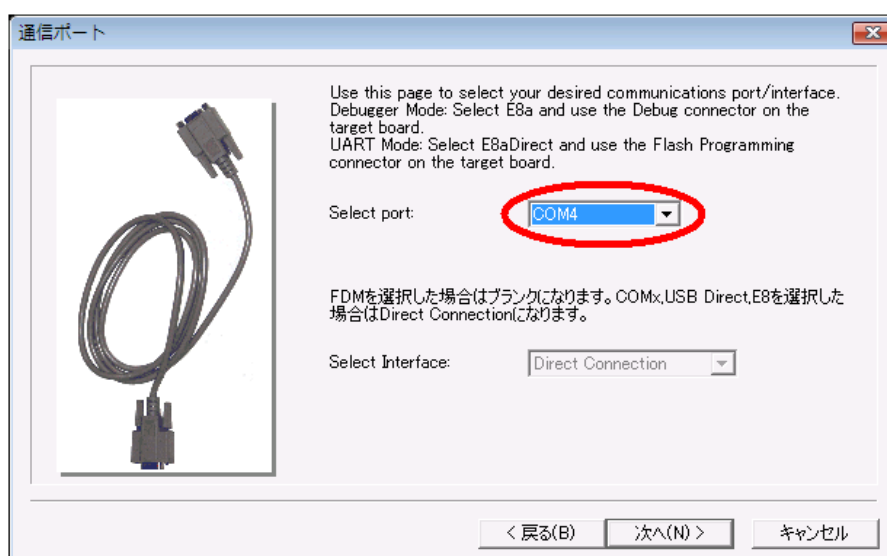 通信ポート
Use this page to select your desired communications port/interface.
Debugger Mode: Select E8a and use the Debug connector on the
target board.
UART Mode: Select E8aDirect and use the Flash Programming
connector on the target board.
Select port: COM4
FDMを選択した場合はブランクになります。COMx,USB Direct,E8を選択した
場合はDirect Connectionになります。
Select Interface: Direct Connection
< 戻る(B) 次へ(N) > キャンセル